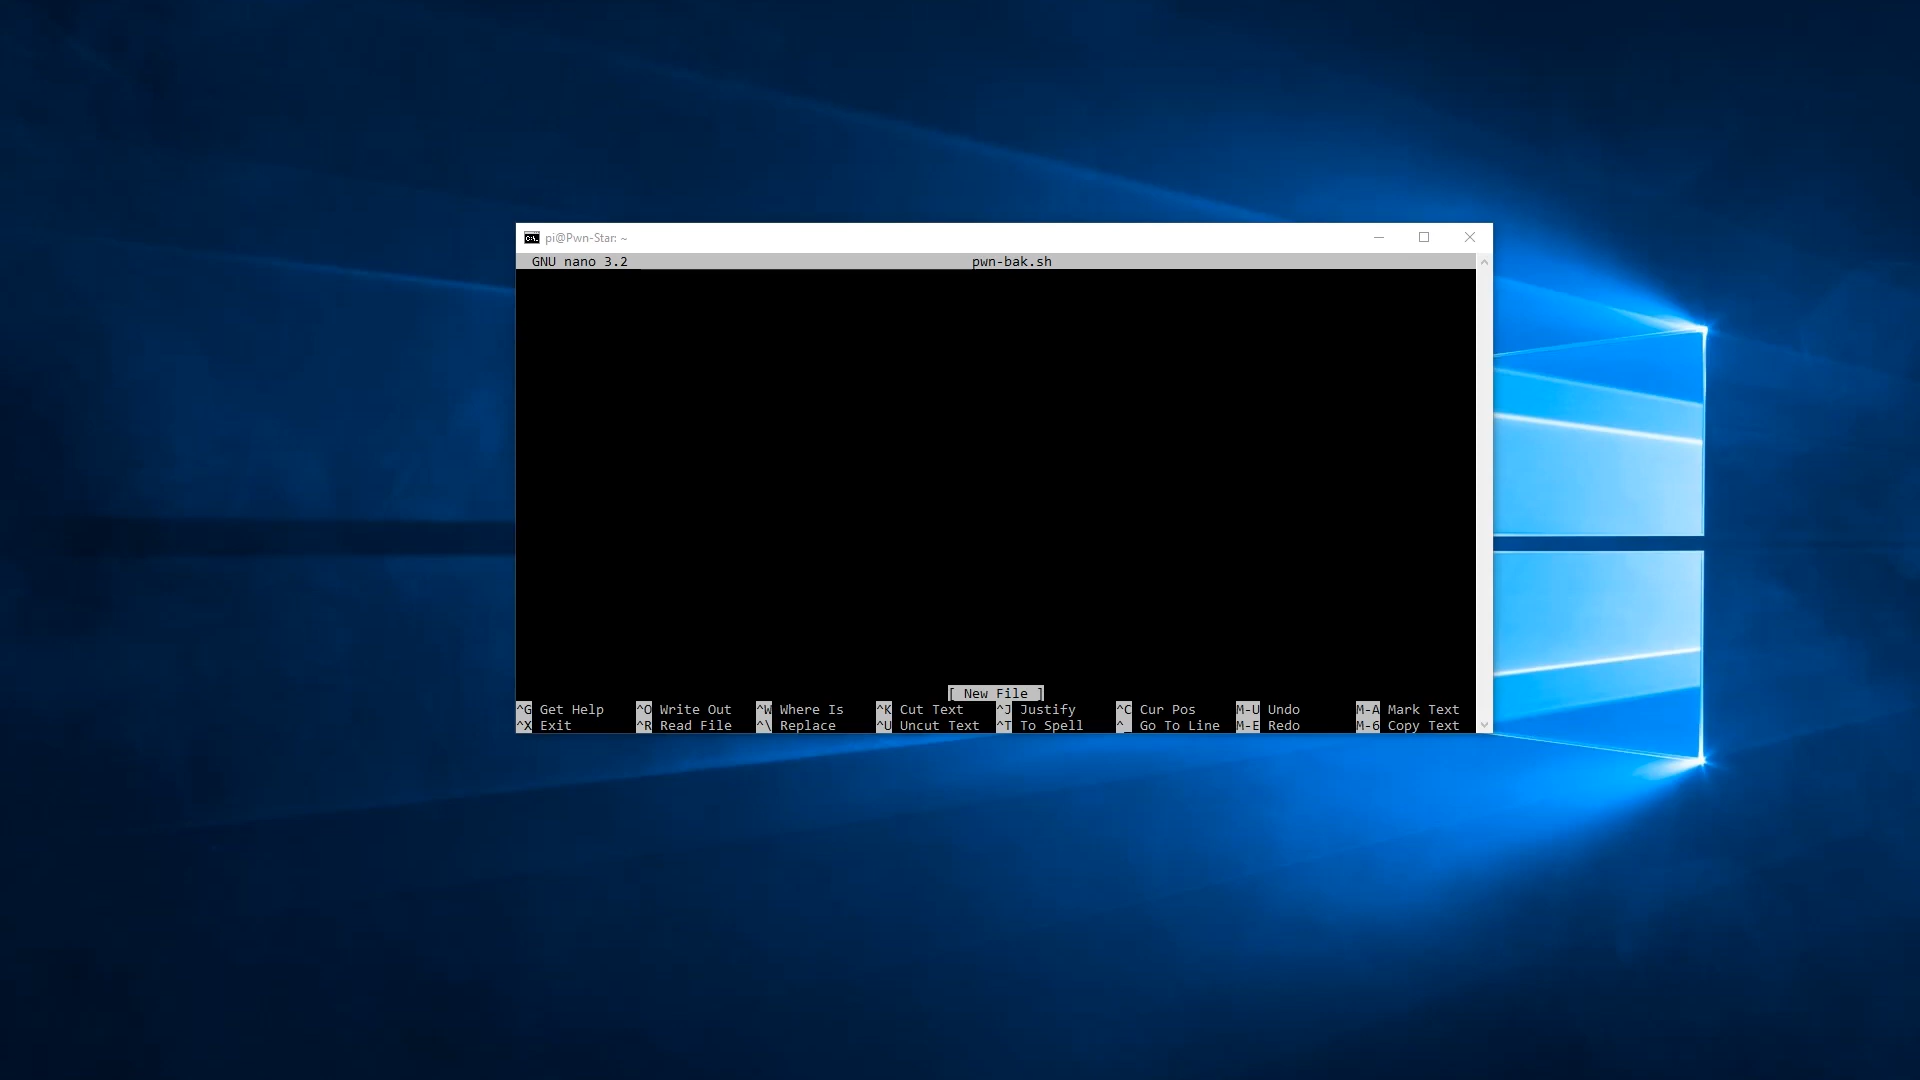 pi@Pwn-Star: ~
GNU nano 3.2 pwn-bak.sh
[ New File ]
^G Get Help ^O Write Out ^W Where Is ^K Cut Text ^J Justify ^C Cur Pos M-U Undo M-A Mark Text
^X Exit ^R Read File ^\ Replace ^U Uncut Text ^T To Spell ^_ Go To Line M-E Redo M-6 Copy Text